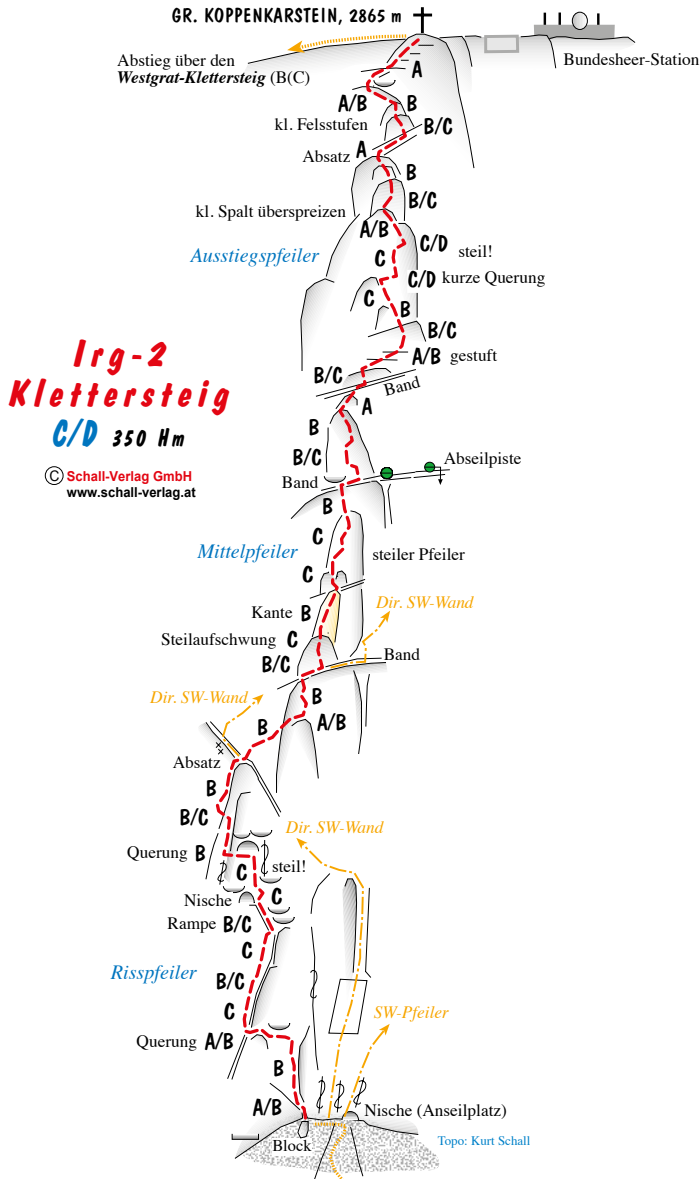 GR. KOPPENKARSTEIN, 2865 m
Abstieg über den
Westgrat-Klettersteig (B(C)
Bundesheer-Station
A
A/B
B
kl. Felsstufen
B/C
A
Absatz
B
B/C
kl. Spalt überspreizen
A/B
C/D
steil!
Ausstiegspfeiler
C
C/D kurze Querung
C
B
B/C
A/B gestuft
Irg-2
Klettersteig
C/D 350 Hm
© Schall-Verlag GmbH
www.schall-verlag.at
B/C
Band
A
B
B/C
Abseilpiste
Band
B
C
Mittelpfeiler
steiler Pfeiler
C
Dir. SW-Wand
Kante B
Steilaufschwung C
B/C
Band
Dir. SW-Wand
B
B
A/B
Absatz
B
B/C
Dir. SW-Wand
Querung B
C
steil!
Nische
C
Rampe B/C
C
Risspfeiler
B/C
C
SW-Pfeiler
Querung A/B
B
A/B
Nische (Anseilplatz)
Block
Topo: Kurt Schall